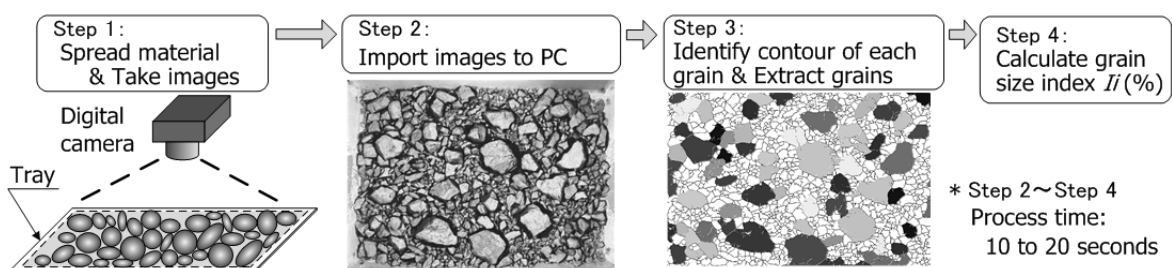 Step 1:
Spread material
& Take images
Step 2:
Import images to PC
Step 3:
Identify contour of each
grain & Extract grains
Step 4:
Calculate grain
size index Ii (%)
Digital
camera
Tray
* Step 2～Step 4
Process time:
10 to 20 seconds